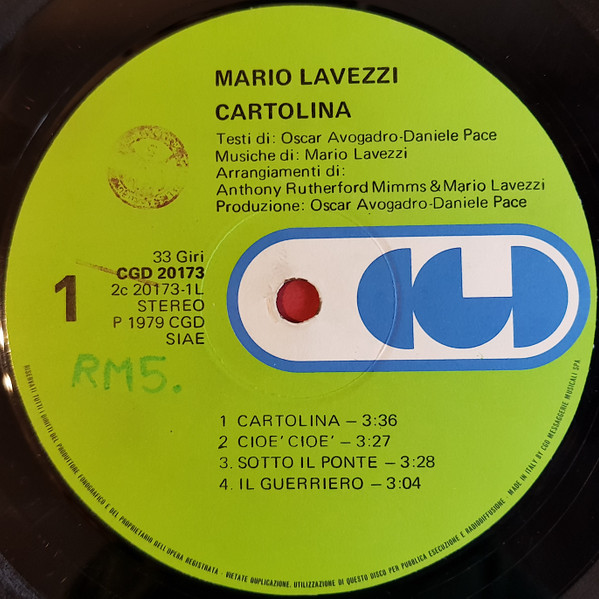 MARIO LAVEZZI
CARTOLINA
Testi di: Oscar Avogadro-Daniele Pace
Musiche di: Mario Lavezzi
Arrangiamenti di:
Anthony Rutherford Mimms & Mario Lavezzi
Produzione: Oscar Avogadro-Daniele Pace
33 Giri
CGD 20173
2c 20173-1L
STEREO
P 1979 CGD
SIAE
1
RM5.
1 CARTOLINA – 3:36
2 CIOE' CIOE' – 3:27
3. SOTTO IL PONTE – 3:28
4. IL GUERRIERO – 3:04
RISERVATI TUTTI I DIRITTI DEL PRODUTTORE FONOGRAFICO E DEL PROPRIETARIO DELL'OPERA REGISTRATA - VIETATE DUPLICAZIONE, UTILIZZAZIONE DI QUESTO DISCO PER PUBBLICA ESECUZIONE E RADIODIFFUSIONE. - MADE IN ITALY BY CGD MESSAGGERIE MUSICALI SPA